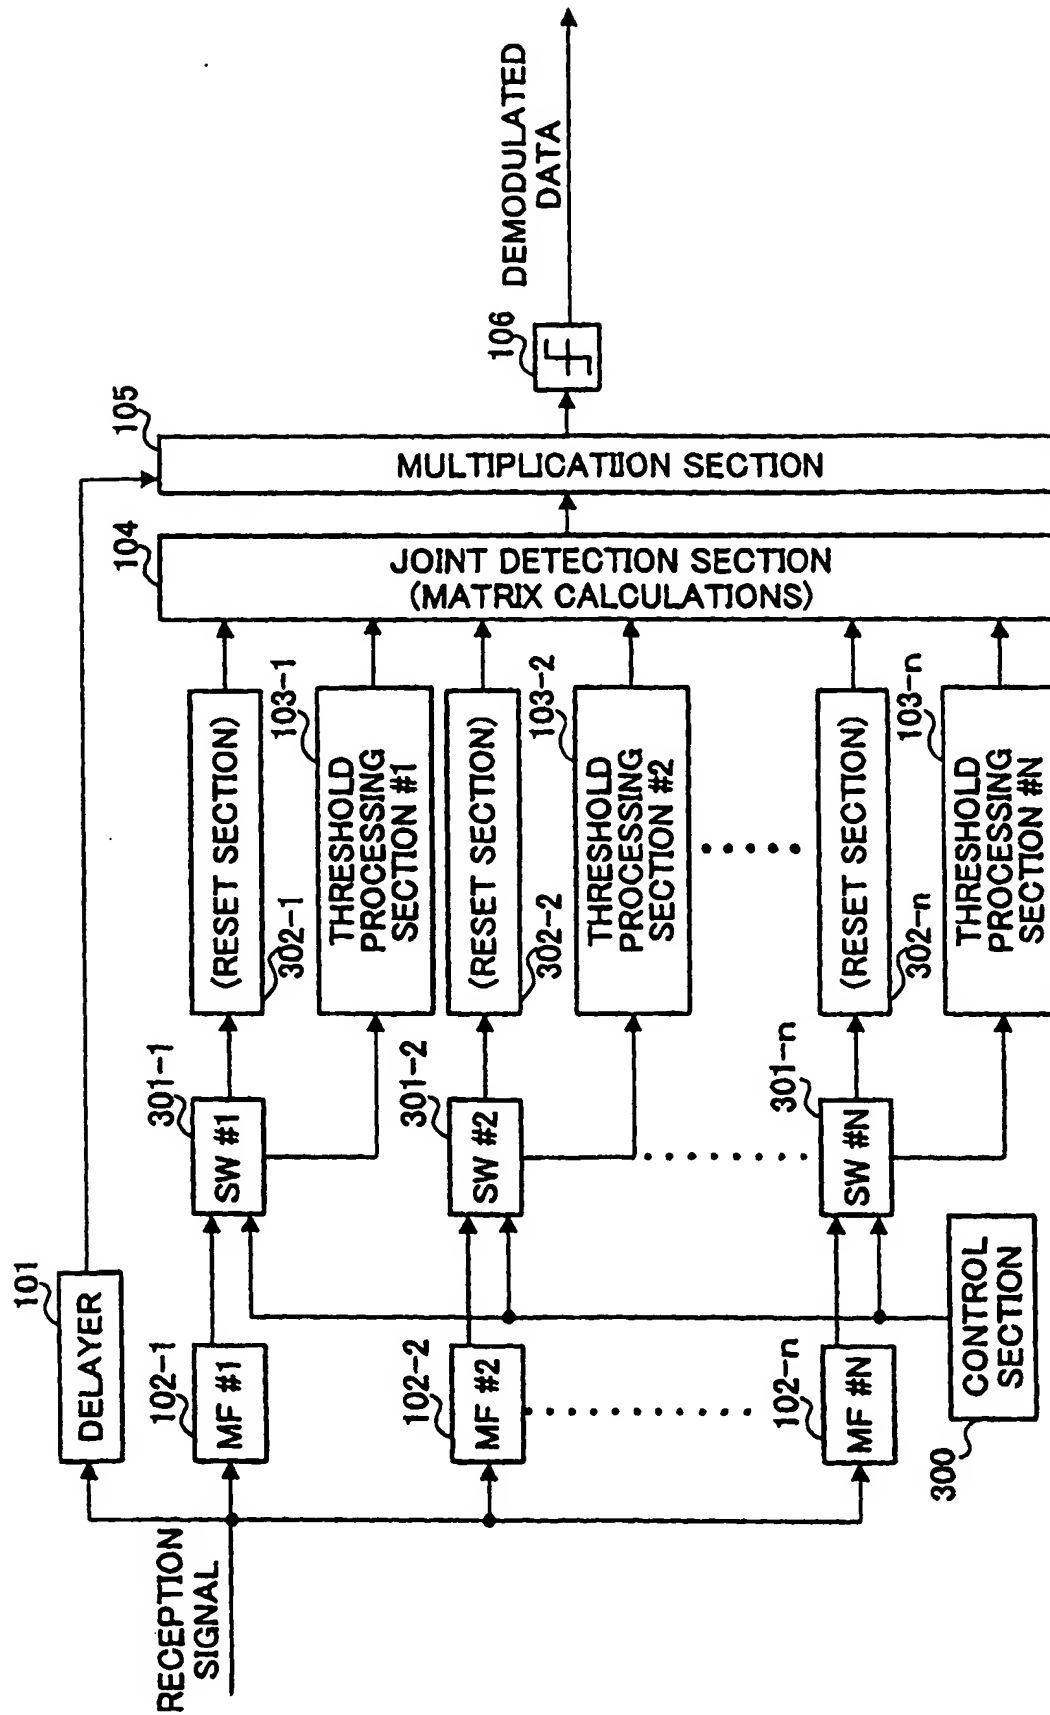 RECEPTION
SIGNAL
101
DELAYER
102-1
MF #1
102-2
MF #2
102-n
MF #N
300
CONTROL
SECTION
301-1
SW #1
301-2
SW #2
301-n
SW #N
302-1
(RESET SECTION)
103-1
THRESHOLD
PROCESSING
SECTION #1
302-2
(RESET SECTION)
103-2
THRESHOLD
PROCESSING
SECTION #2
302-n
(RESET SECTION)
103-n
THRESHOLD
PROCESSING
SECTION #N
104
JOINT DETECTION SECTION
(MATRIX CALCULATIONS)
105
MULTIPLICATIION SECTION
106
DEMODULATED
DATA